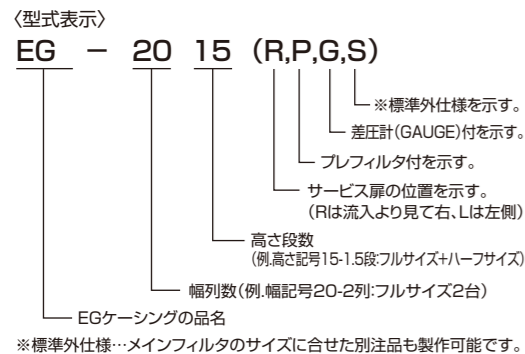 〈型式表示〉
EG − 20 15 (R,P,G,S)
※標準外仕様を示す。
差圧計(GAUGE)付を示す。
プレフィルタ付を示す。
サービス扉の位置を示す。
(Rは流入より見て右、Lは左側)
高さ段数
(例.高さ記号15-1.5段:フルサイズ+ハーフサイズ)
幅列数(例.幅記号20-2列:フルサイズ2台)
EGケーシングの品名
※標準外仕様…メインフィルタのサイズに合せた別注品も製作可能です。